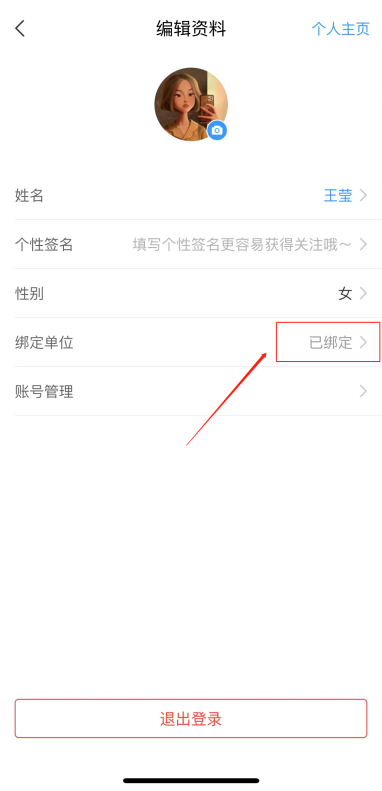 编辑资料 个人主页
姓名 王莹
个性签名 填写个性签名更容易获得关注哦～
性别 女
绑定单位 已绑定
账号管理
退出登录